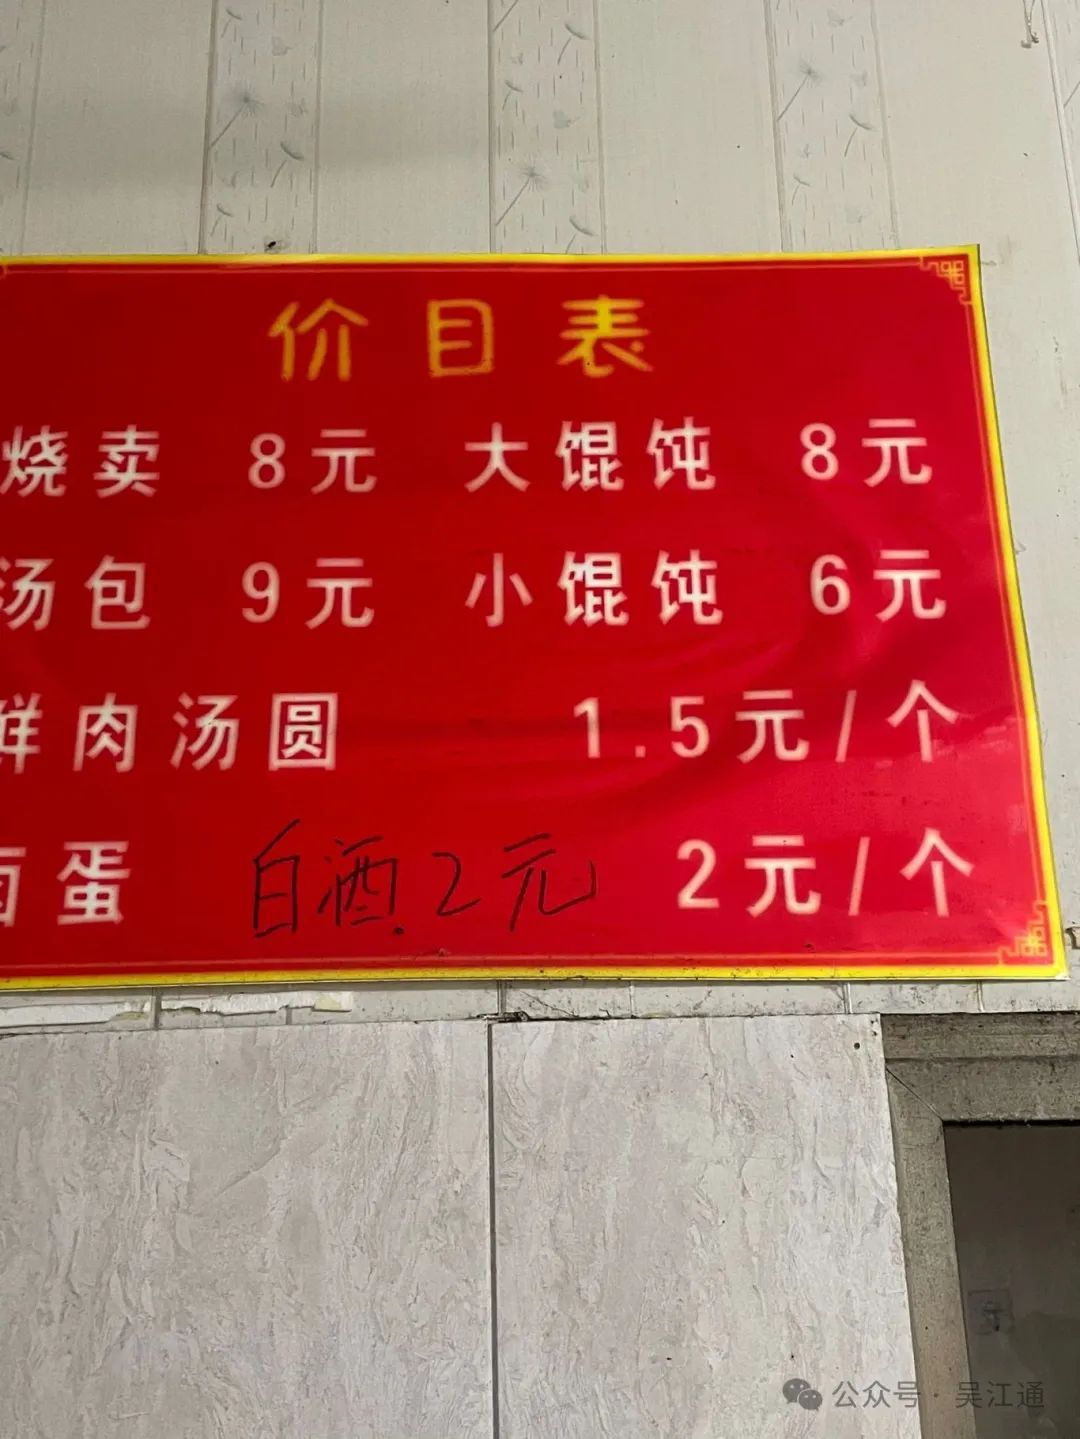 价目表
烧卖 8元 大馄饨 8元
汤包 9元 小馄饨 6元
鲜肉汤圆 1.5元/个
卤蛋 白酒2元 2元/个
公众号·吴江通